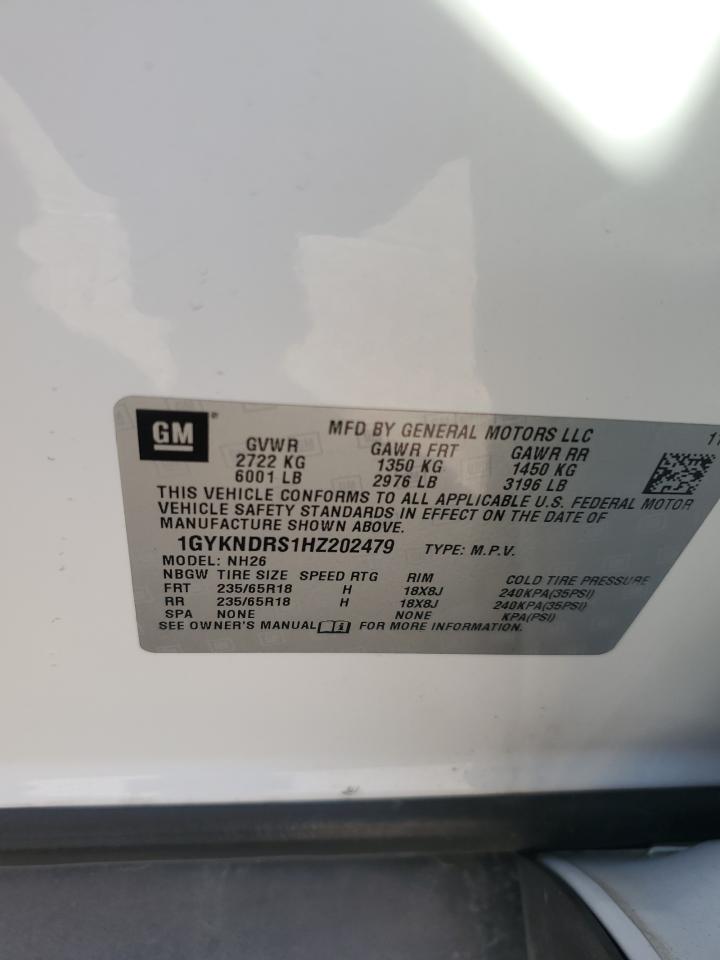 GM
MFD BY GENERAL MOTORS LLC
11
GVWR GAWR FRT GAWR RR
2722 KG 1350 KG 1450 KG
6001 LB 2976 LB 3196 LB
THIS VEHICLE CONFORMS TO ALL APPLICABLE U.S. FEDERAL MOTOR
VEHICLE SAFETY STANDARDS IN EFFECT ON THE DATE OF
MANUFACTURE SHOWN ABOVE.
1GYKNDRS1HZ202479 TYPE: M.P.V.
MODEL: NH26
NBGW TIRE SIZE SPEED RTG RIM COLD TIRE PRESSURE
FRT 235/65R18 H 18X8J 240KPA(35PSI)
RR 235/65R18 H 18X8J 240KPA(35PSI)
SPA NONE NONE KPA(PSI)
SEE OWNER'S MANUAL FOR MORE INFORMATION.